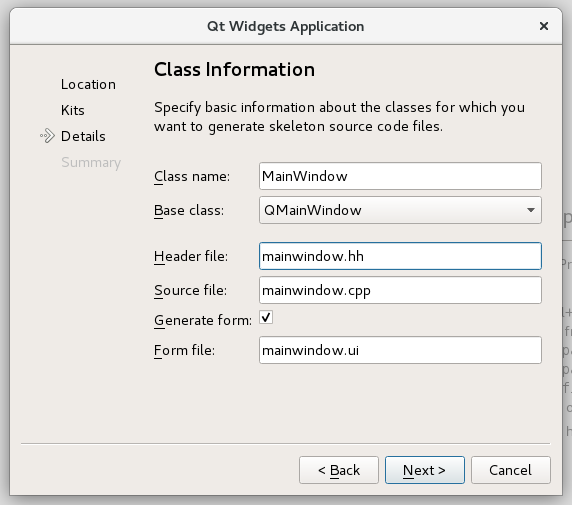 Qt Widgets Application
×
Location
Kits
Details
Summary
Class Information
Specify basic information about the classes for which you
want to generate skeleton source code files.
Class name: MainWindow
Base class: QMainWindow
Header file: mainwindow.hh
Source file: mainwindow.cpp
Generate form:
Form file: mainwindow.ui
< Back Next > Cancel